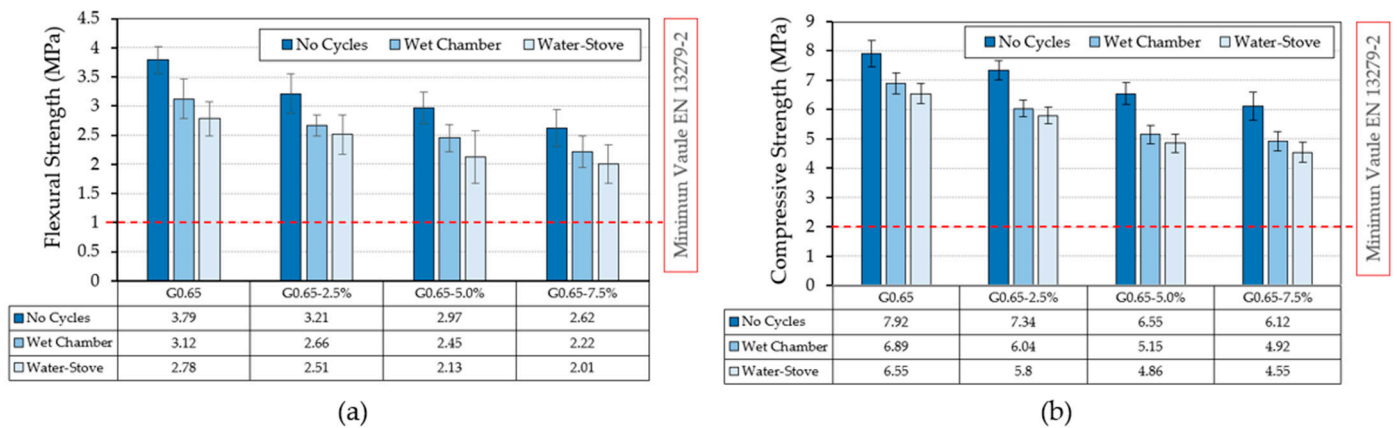 Flexural Strength (MPa)
4.5
4
3.5
3
2.5
2
1.5
1
0.5
0
No Cycles Wet Chamber Water-Stove
Minimun Vaule EN 13279-2
G0.65 G0.65-2.5% G0.65-5.0% G0.65-7.5%
No Cycles 3.79 3.21 2.97 2.62
Wet Chamber 3.12 2.66 2.45 2.22
Water-Stove 2.78 2.51 2.13 2.01
(a)
Compressive Strength (MPa)
9
8
7
6
5
4
3
2
1
0
No Cycles Wet Chamber Water-Stove
Minimun Vaule EN 13279-2
G0.65 G0.65-2.5% G0.65-5.0% G0.65-7.5%
No Cycles 7.92 7.34 6.55 6.12
Wet Chamber 6.89 6.04 5.15 4.92
Water-Stove 6.55 5.8 4.86 4.55
(b)